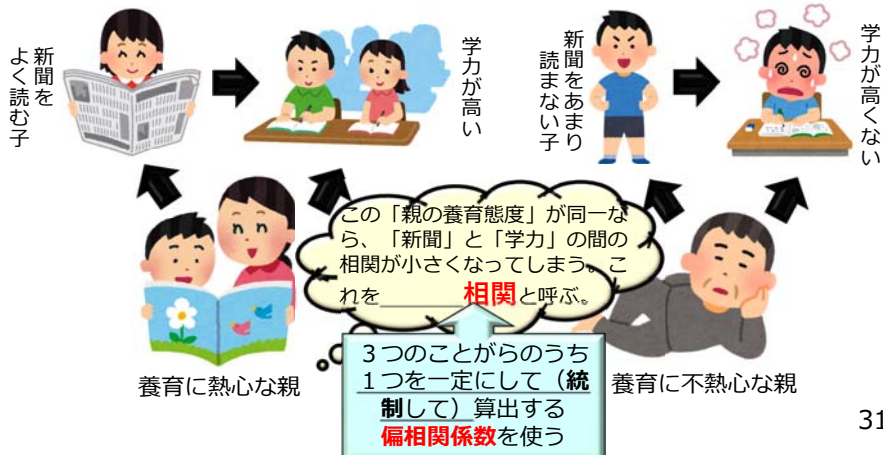 新聞を
よく読む子
学力が高い
新聞をあまり
読まない子
学力が高くない
この「親の養育態度」が同一な
ら、「新聞」と「学力」の間の
相関が小さくなってしまう。こ
れを________相関と呼ぶ。
3つのことがらのうち
1つを一定にして（統
制して）算出する
偏相関係数を使う
養育に熱心な親
養育に不熱心な親
31